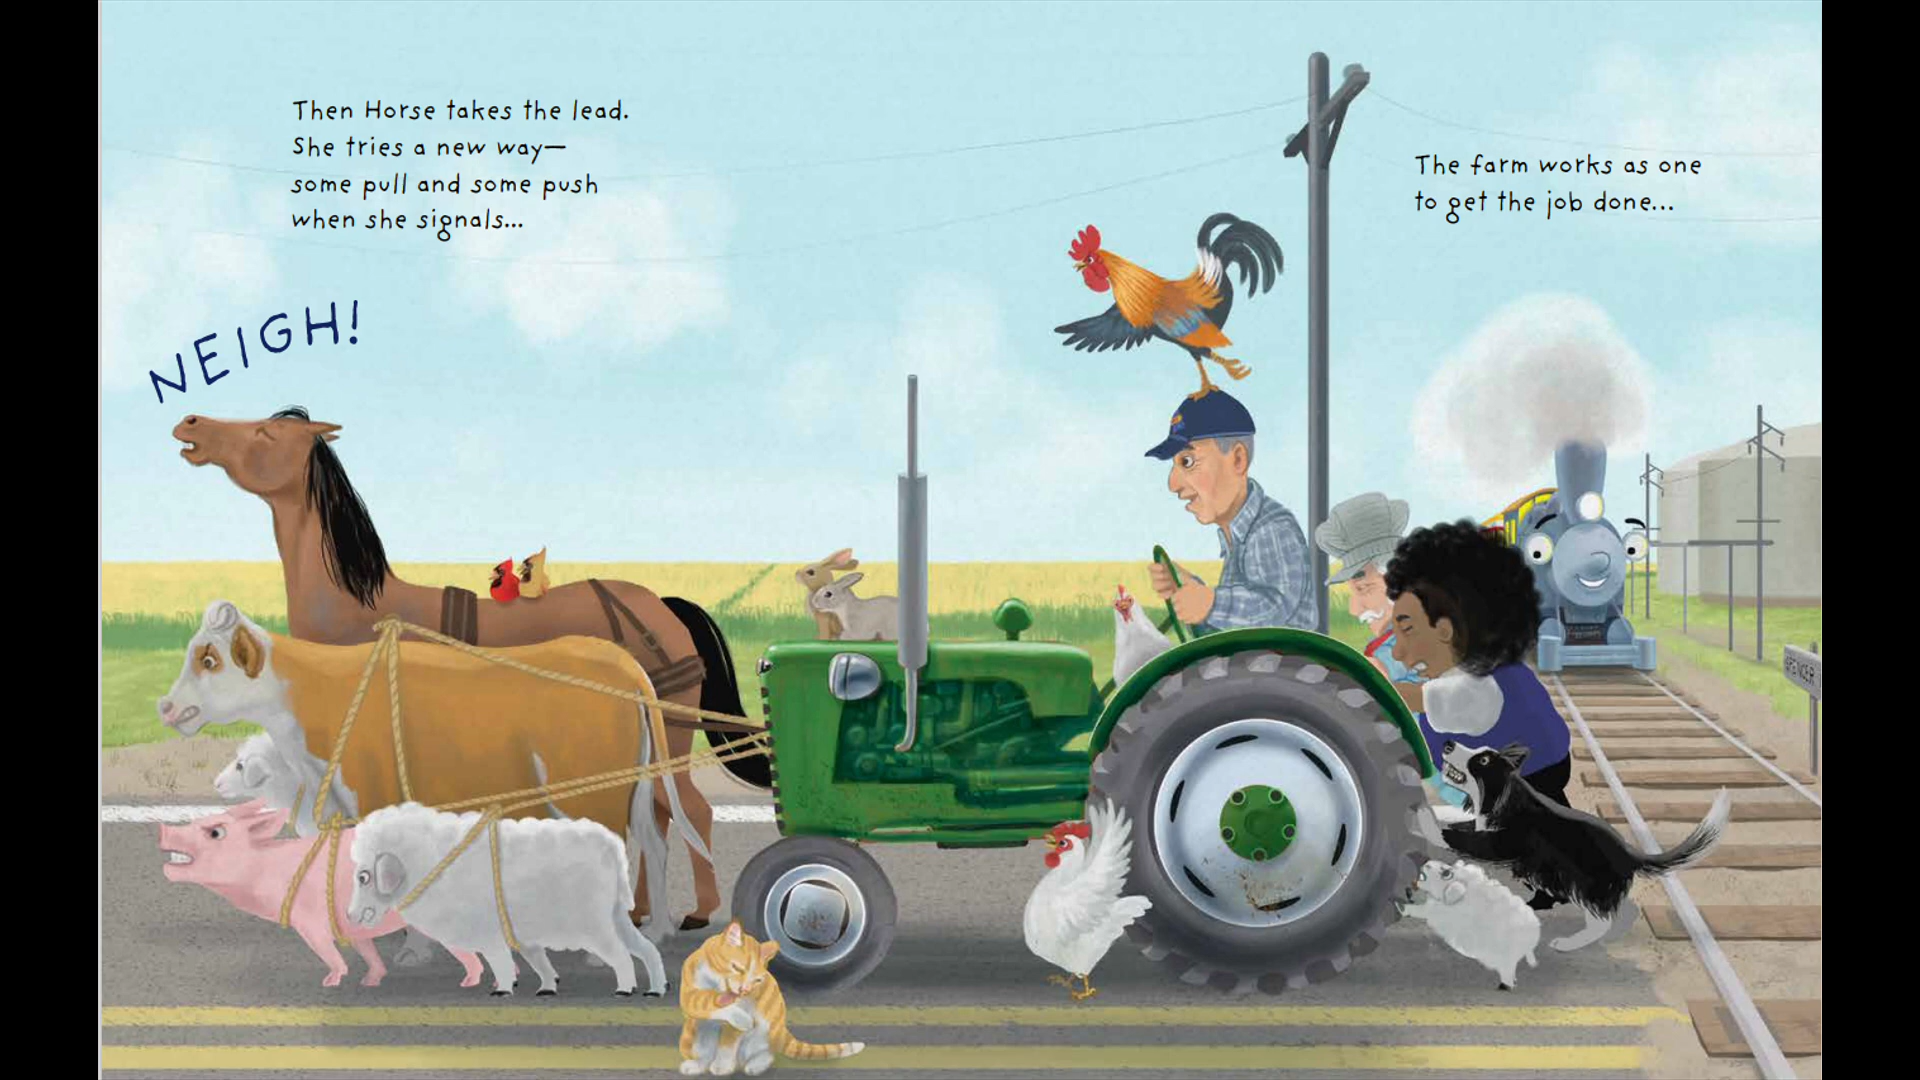 Then Horse takes the lead.
She tries a new way—
some pull and some push
when she signals...
NEIGH!
The farm works as one
to get the job done...
SPENCER